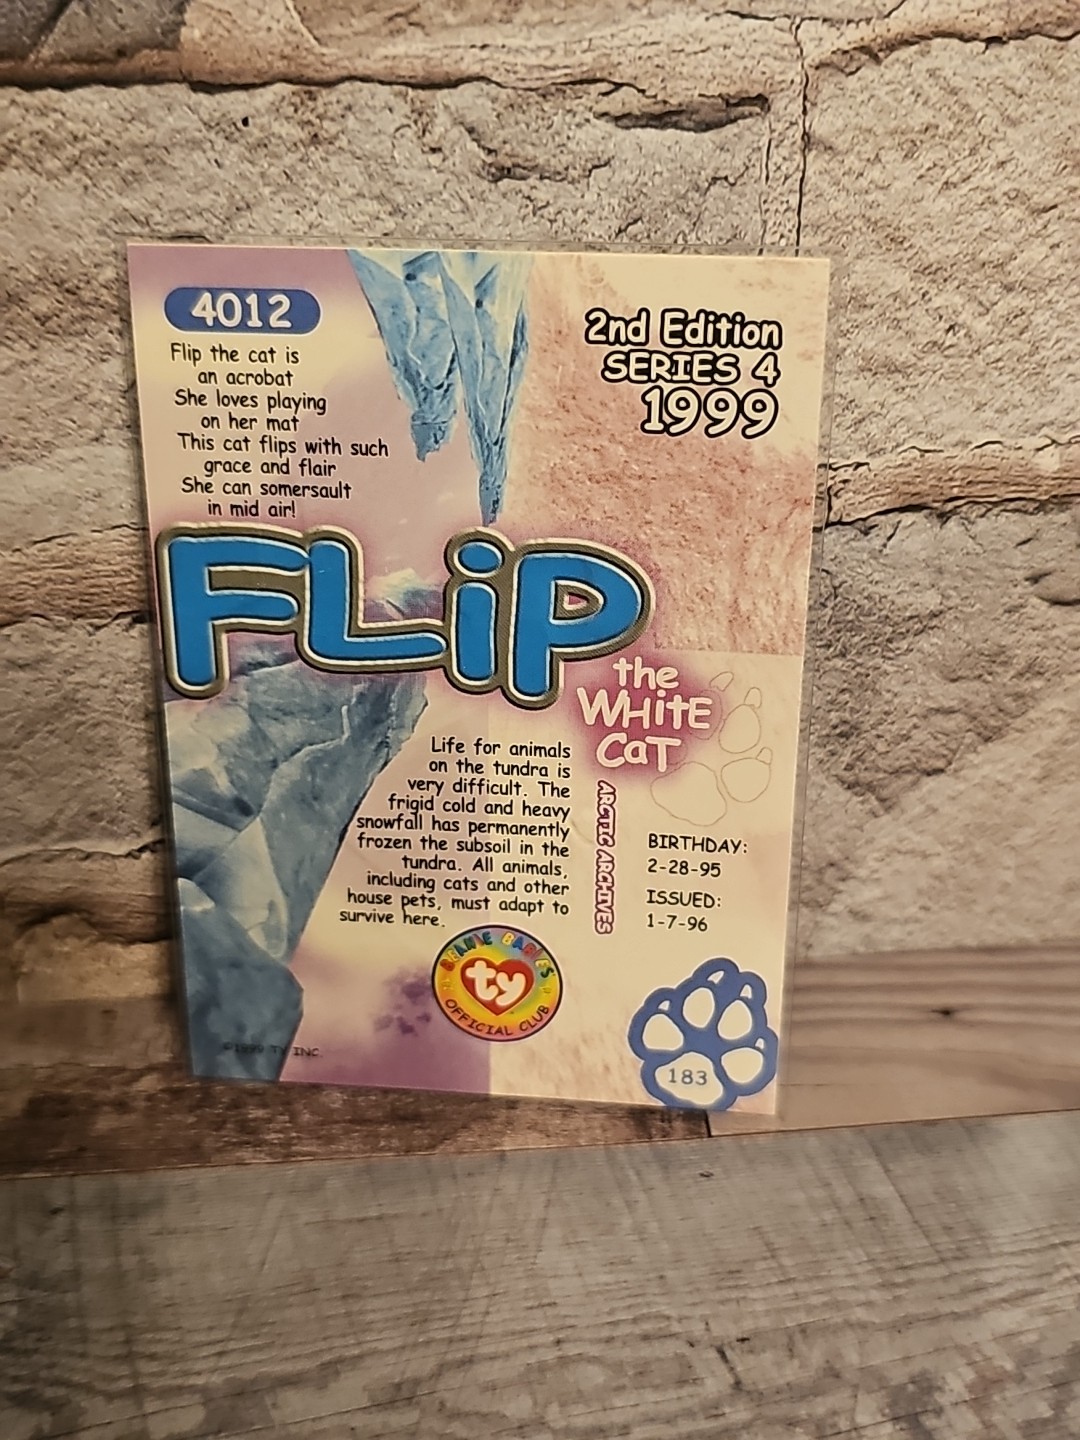 4012
Flip the cat is
an acrobat
She loves playing
on her mat
This cat flips with such
grace and flair
She can somersault
in mid air!
2nd Edition
SERIES 4
1999
FLiP
the
WHitE
CaT
Life for animals
on the tundra is
very difficult. The
frigid cold and heavy
snowfall has permanently
frozen the subsoil in the
tundra. All animals,
including cats and other
house pets, must adapt to
survive here.
ARCTIC ARCHIVES
BIRTHDAY:
2-28-95
ISSUED:
1-7-96
BEANIE BABIES
ty
OFFICIAL CLUB
©1999 TY INC.
183